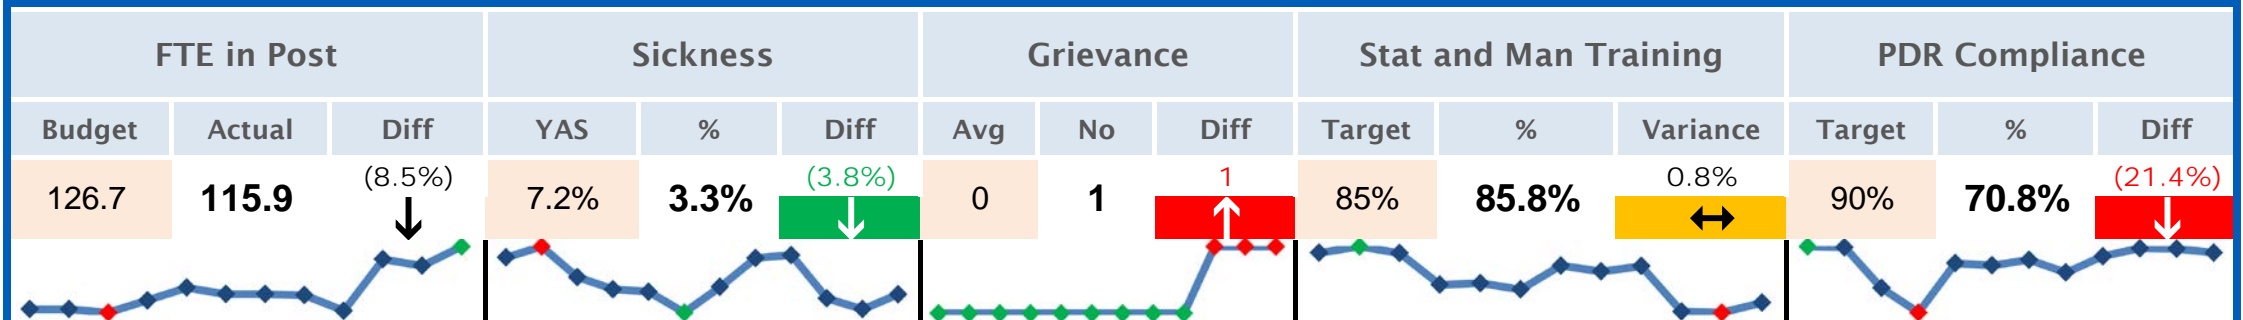 FTE in Post Sickness Grievance Stat and Man Training PDR Compliance
Budget Actual Diff YAS % Diff Avg No Diff Target % Variance Target % Diff
126.7 115.9 (8.5%) 7.2% 3.3% (3.8%) 0 1 1 85% 85.8% 0.8% 90% 70.8% (21.4%)